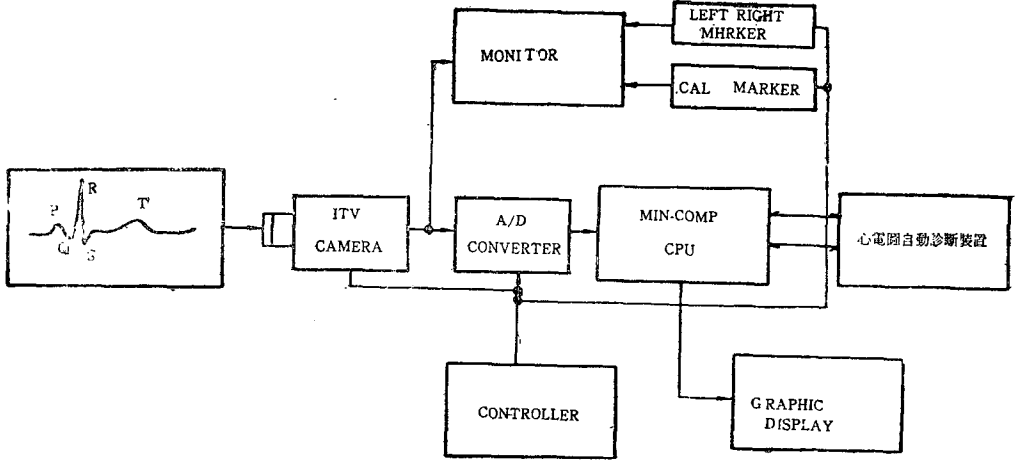 LEFT RIGHT
MHRKER
MONITOR
CAL MARKER
R
P
T
Q
S
ITV
CAMERA
A/D
CONVERTER
MIN-COMP
CPU
心電図自動診断装置
CONTROLLER
GRAPHIC
DISPLAY